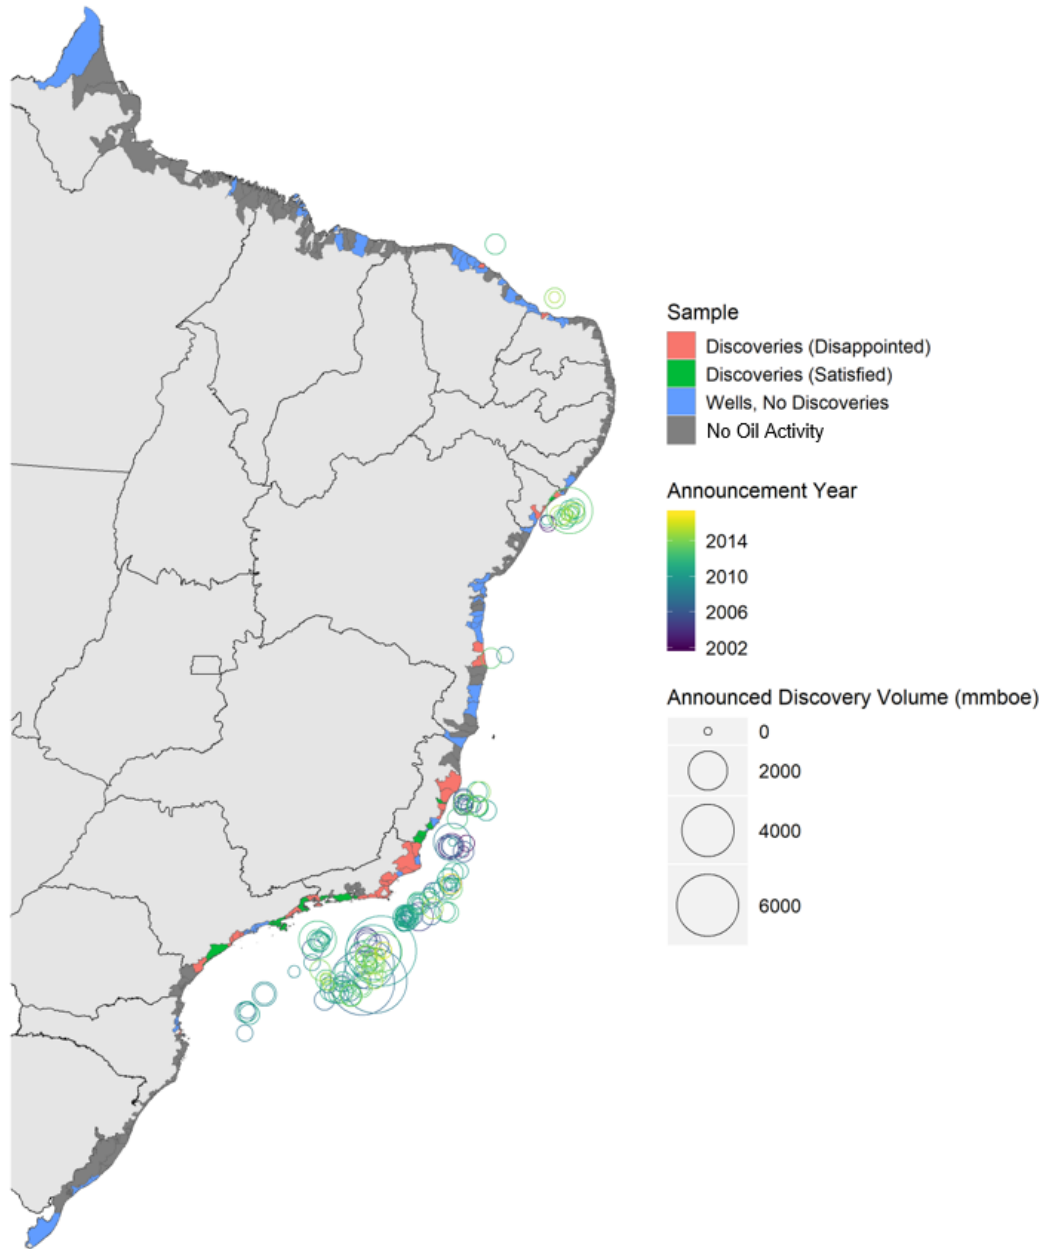 Sample
Discoveries (Disappointed)
Discoveries (Satisfied)
Wells, No Discoveries
No Oil Activity
Announcement Year
2014
2010
2006
2002
Announced Discovery Volume (mmboe)
0
2000
4000
6000